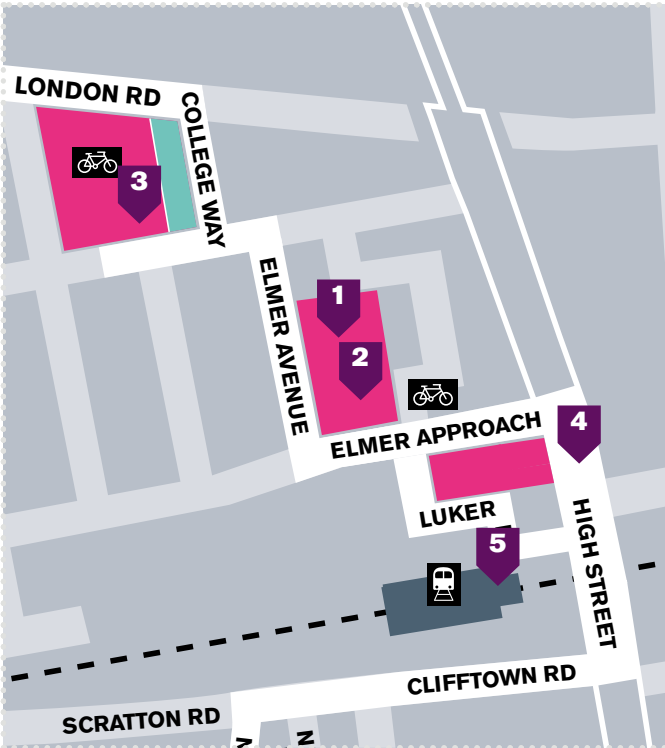 LONDON RD
COLLEGE WAY
3
ELMER AVENUE
1
2
ELMER APPROACH
4
LUKER
HIGH STREET
5
CLIFFTOWN RD
SCRATTON RD
N